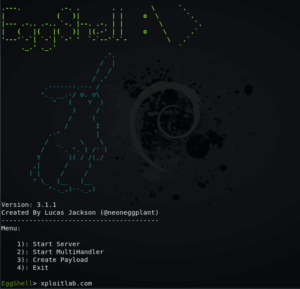 Version: 3.1.1
Created By Lucas Jackson (@neoneggplant)
-----------------------------------------
Menu:
1): Start Server
2): Start MultiHandler
3): Create Payload
4): Exit
EggShell> xploitlab.com